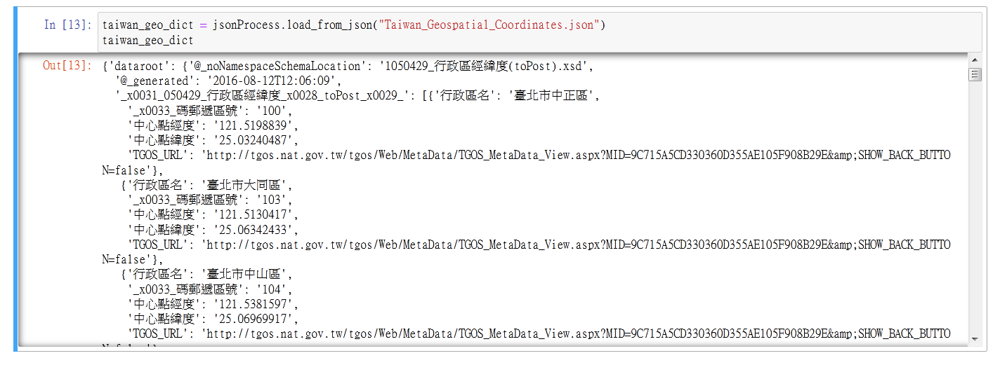 In [13]: taiwan_geo_dict = jsonProcess.load_from_json("Taiwan_Geospatial_Coordinates.json")
taiwan_geo_dict
Out[13]: {'dataroot': {'@_noNamespaceSchemaLocation': '1050429_行政區經緯度(toPost).xsd',
'@_generated': '2016-08-12T12:06:09',
'_x0031_050429_行政區經緯度_x0028_toPost_x0029_': [{'行政區名': '臺北市中正區',
'_x0033_碼郵遞區號': '100',
'中心點經度': '121.5198839',
'中心點緯度': '25.03240487',
'TGOS_URL': 'http://tgos.nat.gov.tw/tgos/Web/MetaData/TGOS_MetaData_View.aspx?MID=9C715A5CD330360D355AE105F908B29E&amp;SHOW_BACK_BUTTO
N=false'},
{'行政區名': '臺北市大同區',
'_x0033_碼郵遞區號': '103',
'中心點經度': '121.5130417',
'中心點緯度': '25.06342433',
'TGOS_URL': 'http://tgos.nat.gov.tw/tgos/Web/MetaData/TGOS_MetaData_View.aspx?MID=9C715A5CD330360D355AE105F908B29E&amp;SHOW_BACK_BUTTO
N=false'},
{'行政區名': '臺北市中山區',
'_x0033_碼郵遞區號': '104',
'中心點經度': '121.5381597',
'中心點緯度': '25.06969917',
'TGOS_URL': 'http://tgos.nat.gov.tw/tgos/Web/MetaData/TGOS_MetaData_View.aspx?MID=9C715A5CD330360D355AE105F908B29E&amp;SHOW_BACK_BUTTO